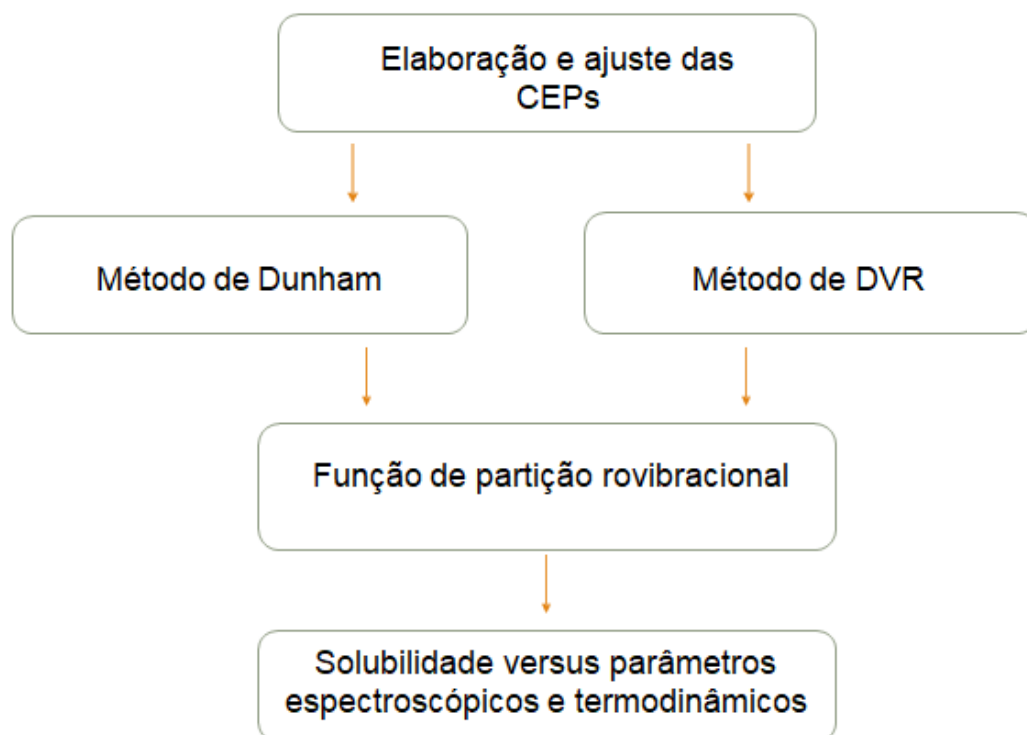 Elaboração e ajuste das
CEPs
Método de Dunham
Método de DVR
Função de partição rovibracional
Solubilidade versus parâmetros
espectroscópicos e termodinâmicos